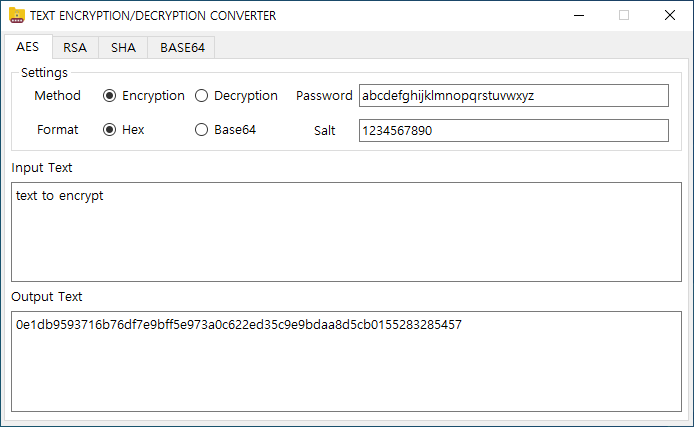 TEXT ENCRYPTION/DECRYPTION CONVERTER
AES RSA SHA BASE64
Settings
Method Encryption Decryption Password abcdefghijklmnopqrstuvwxyz
Format Hex Base64 Salt 1234567890
Input Text
text to encrypt
Output Text
0e1db9593716b76df7e9bff5e973a0c622ed35c9e9bdaa8d5cb0155283285457